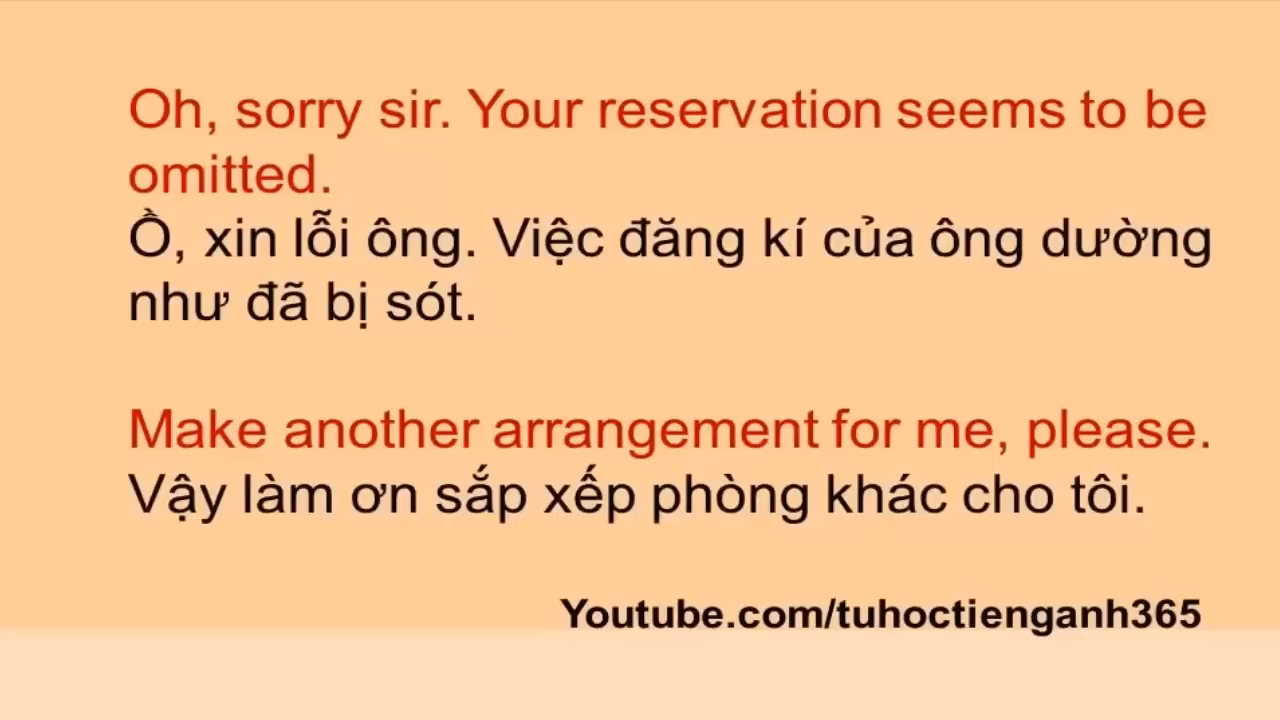 Oh, sorry sir. Your reservation seems to be
omitted.
Ồ, xin lỗi ông. Việc đăng kí của ông dường
như đã bị sót.
Make another arrangement for me, please.
Vậy làm ơn sắp xếp phòng khác cho tôi.
Youtube.com/tuhoctienganh365